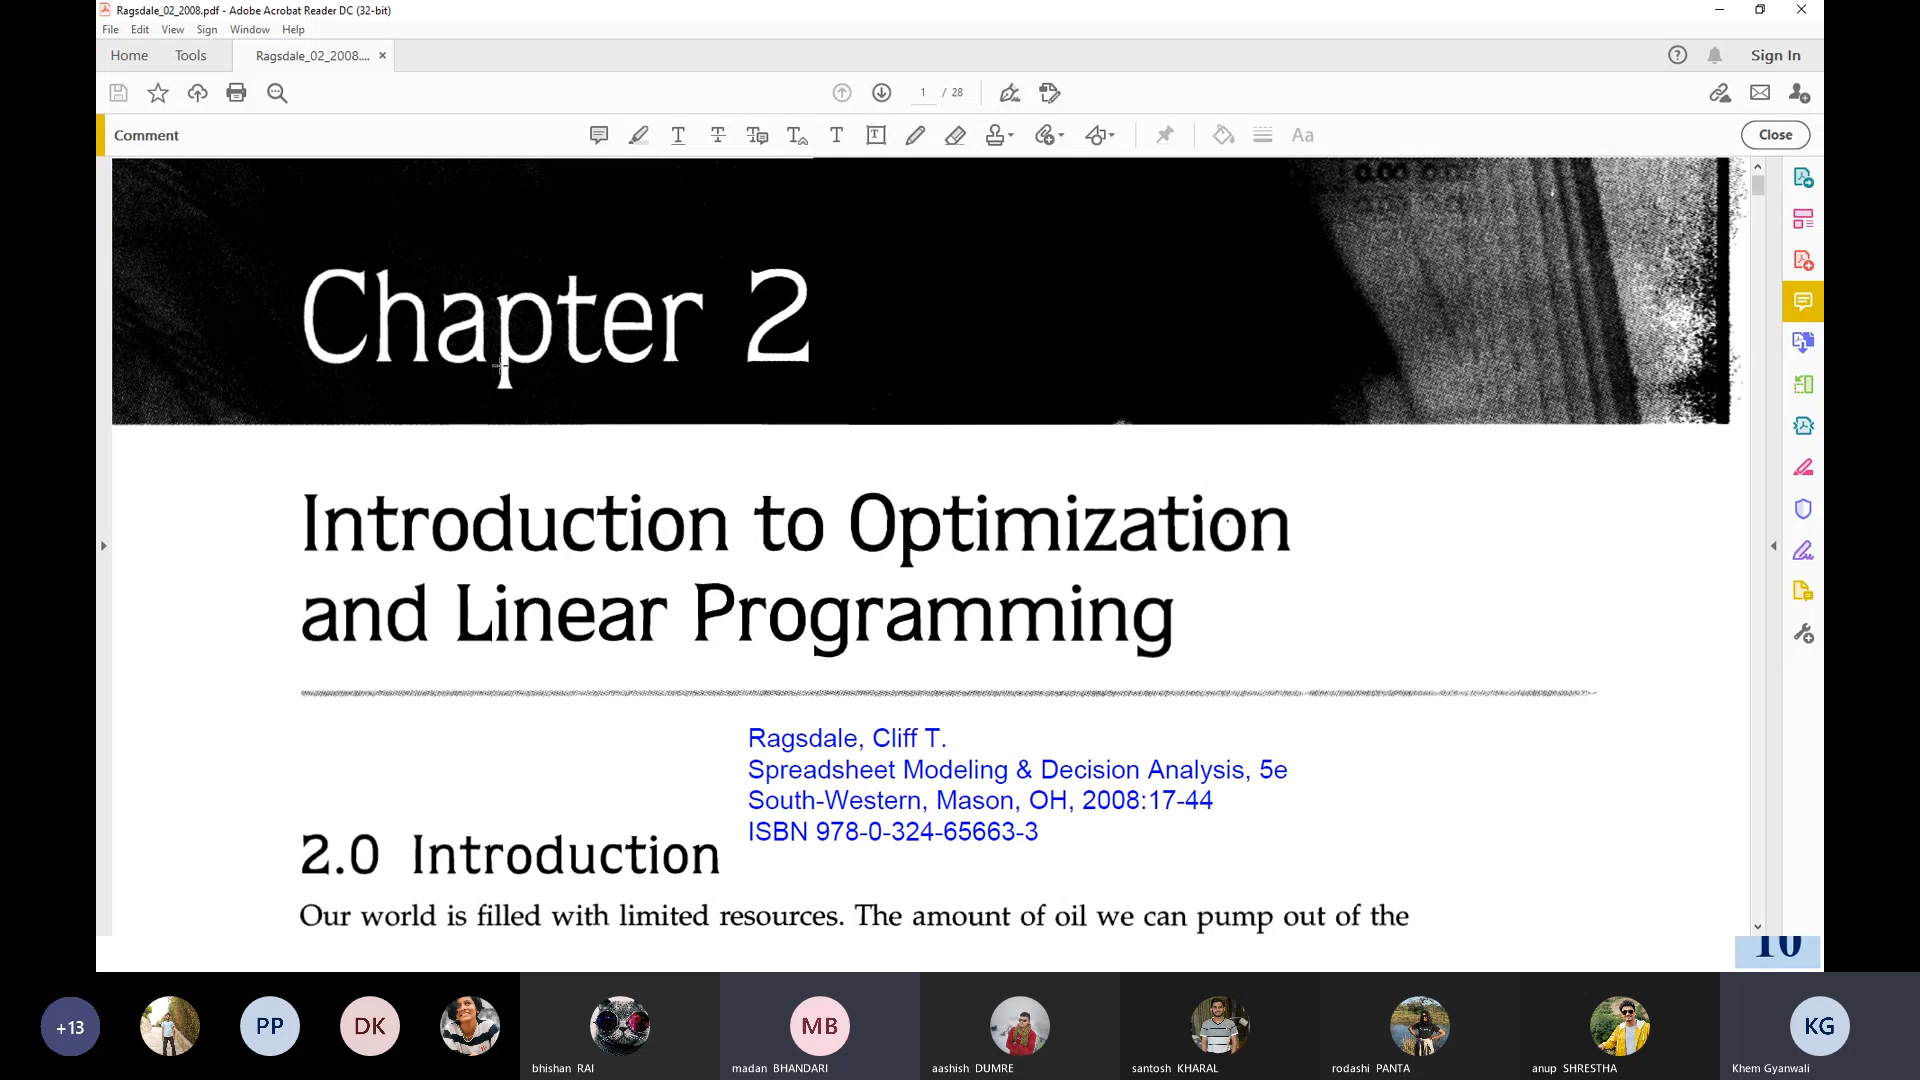 Ragsdale_02_2008.pdf - Adobe Acrobat Reader DC (32-bit)
File Edit View Sign Window Help
Home Tools Ragsdale_02_2008.... × Sign In
1 / 28
Comment Close
Chapter 2
Introduction to Optimization
and Linear Programming
Ragsdale, Cliff T.
Spreadsheet Modeling & Decision Analysis, 5e
South-Western, Mason, OH, 2008:17-44
ISBN 978-0-324-65663-3
2.0 Introduction
Our world is filled with limited resources. The amount of oil we can pump out of the
10
+13 PP DK MB KG
bhishan RAI madan BHANDARI aashish DUMRE santosh KHARAL rodashi PANTA anup SHRESTHA Khem Gyanwali